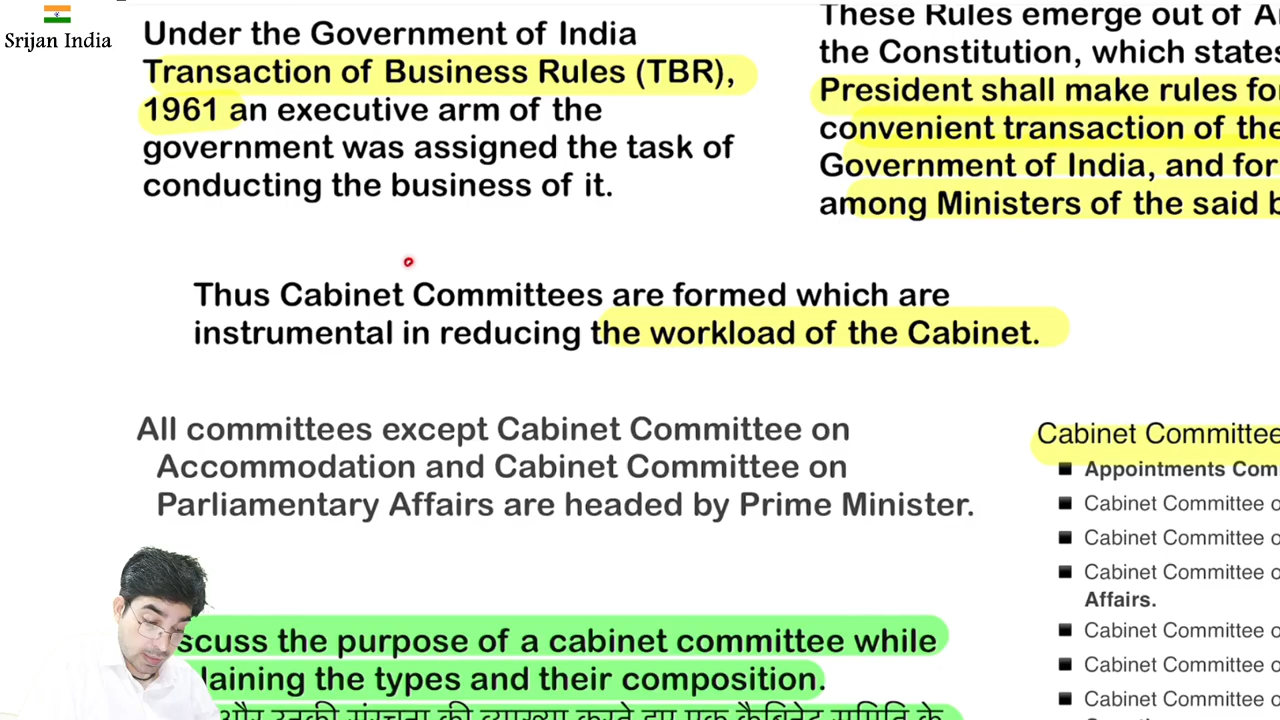 Srijan India
Under the Government of India
Transaction of Business Rules (TBR),
1961 an executive arm of the
government was assigned the task of
conducting the business of it.
These Rules emerge out of
the Constitution, which states
President shall make rules
convenient transaction of the
Government of India, and for
among Ministers of the said
Thus Cabinet Committees are formed which are
instrumental in reducing the workload of the Cabinet.
All committees except Cabinet Committee on
Accommodation and Cabinet Committee on
Parliamentary Affairs are headed by Prime Minister.
Cabinet Committee
■ Appointments
■ Cabinet Committee
■ Cabinet Committee
■ Cabinet Committee
Affairs.
■ Cabinet Committee
■ Cabinet Committee
■ Cabinet Committee
the purpose of a cabinet committee while
the types and their composition.
और उनकी संरचना की व्याख्या करते हुए एक कैबिनेट समिति के